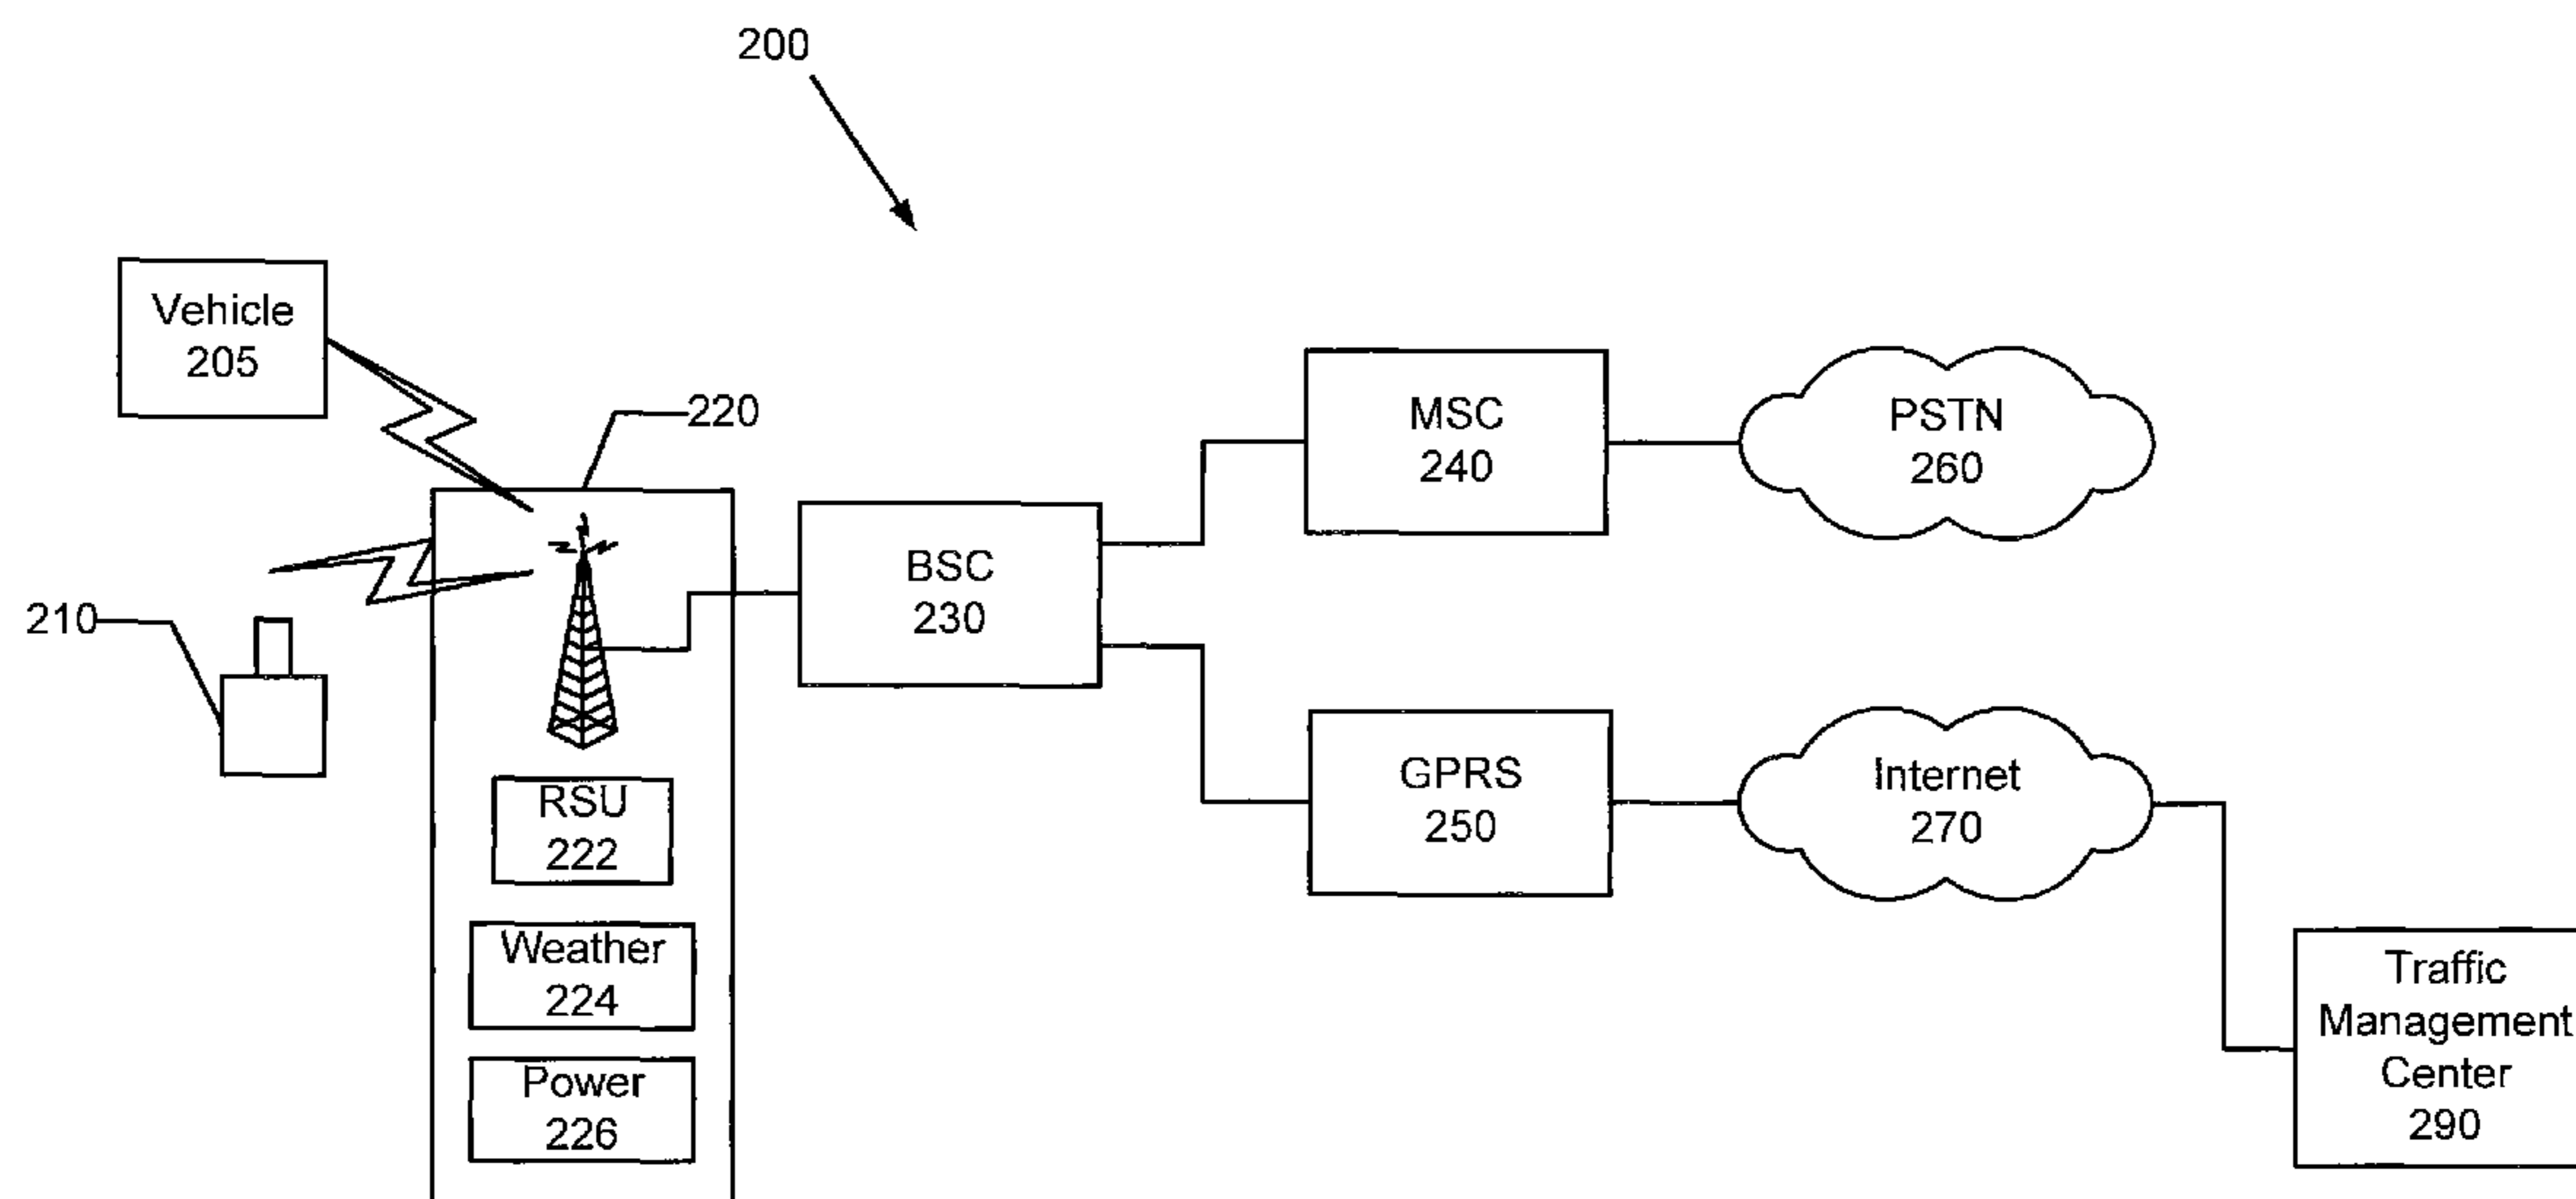 200
Vehicle
205
220
MSC
240
PSTN
260
BSC
230
210
GPRS
250
Internet
270
RSU
222
Weather
224
Power
226
Traffic
Management
Center
290